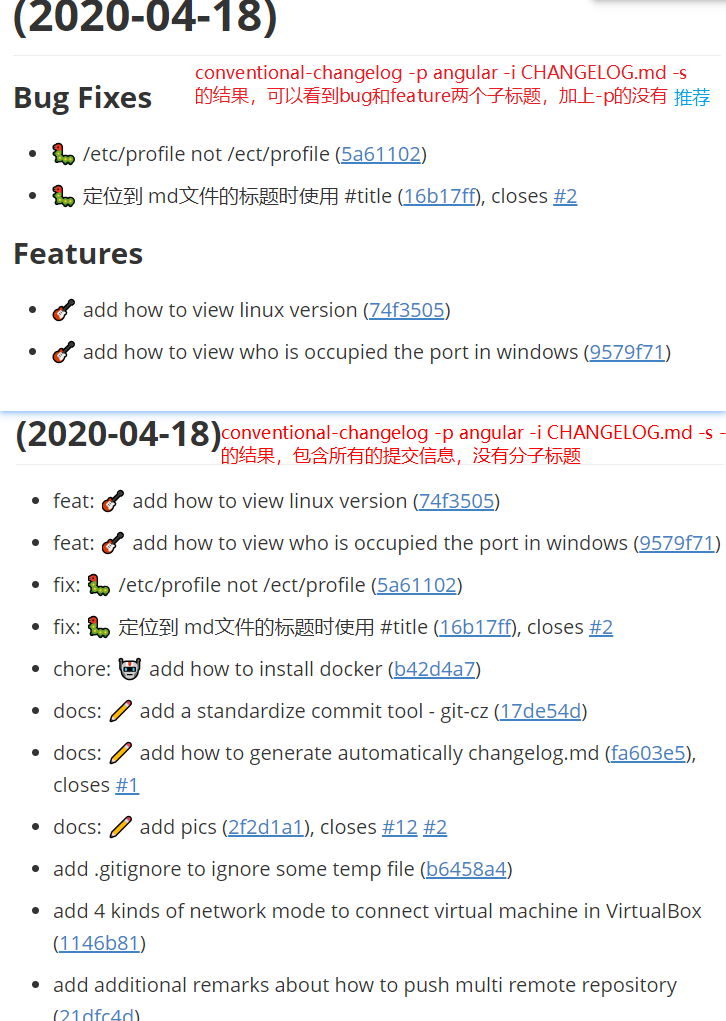 (2020-04-18)
conventional-changelog -p angular -i CHANGELOG.md -s
的结果，可以看到bug和feature两个子标题，加上-p的没有 推荐
Bug Fixes
/etc/profile not /ect/profile (5a61102)
定位到 md文件的标题时使用 #title (16b17ff), closes #2
Features
add how to view linux version (74f3505)
add how to view who is occupied the port in windows (9579f71)
(2020-04-18)
conventional-changelog -p angular -i CHANGELOG.md -s -
的结果，包含所有的提交信息，没有分子标题
feat: add how to view linux version (74f3505)
feat: add how to view who is occupied the port in windows (9579f71)
fix: /etc/profile not /ect/profile (5a61102)
fix: 定位到 md文件的标题时使用 #title (16b17ff), closes #2
chore: add how to install docker (b42d4a7)
docs: add a standardize commit tool - git-cz (17de54d)
docs: add how to generate automatically changelog.md (fa603e5),
closes #1
docs: add pics (2f2d1a1), closes #12 #2
add .gitignore to ignore some temp file (b6458a4)
add 4 kinds of network mode to connect virtual machine in VirtualBox
(1146b81)
add additional remarks about how to push multi remote repository
(21dfc4d)